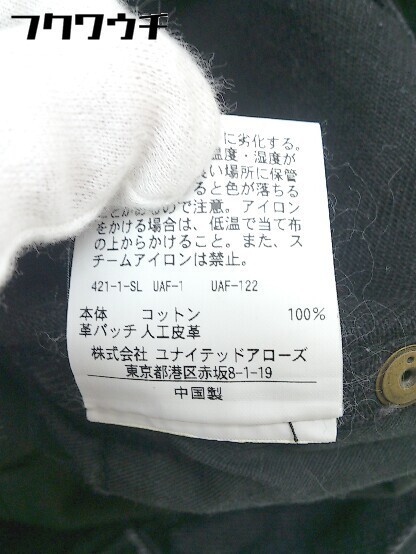 フクワウチ
に劣化する。
温度・湿度が
い場所に保管
ると色が落ちる
ことがあるので注意。アイロン
をかける場合は、低温で当て布
の上からかけること。また、ス
チームアイロンは禁止。
421-1-SL UAF-1 UAF-122
本体 コットン 100%
革パッチ 人工皮革
株式会社 ユナイテッドアローズ
東京都港区赤坂8-1-19
中国製